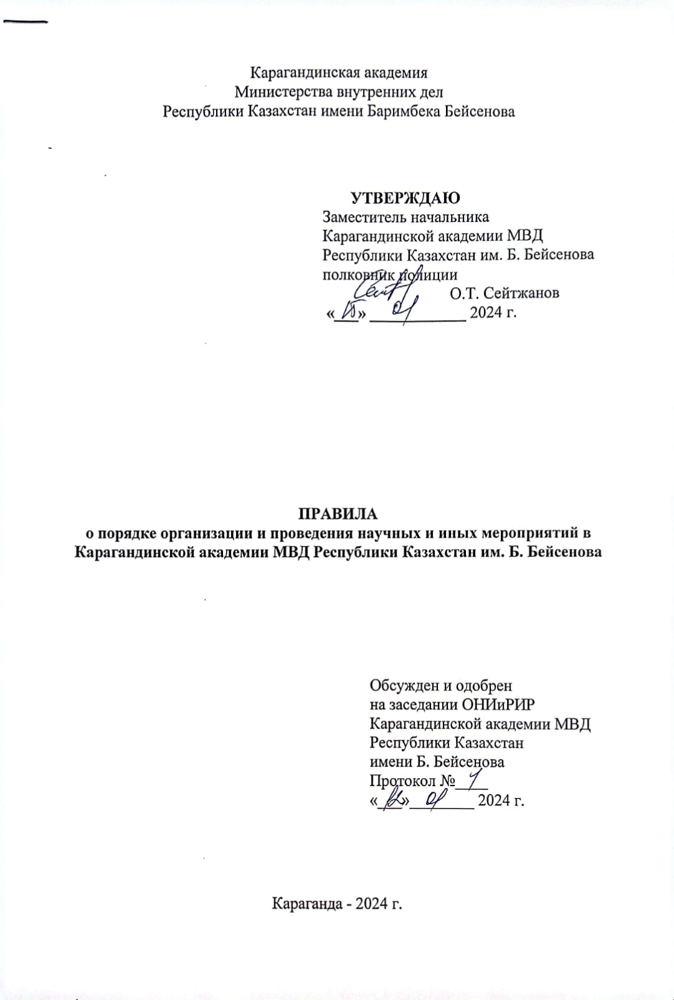 Карагандинская академия
Министерства внутренних дел
Республики Казахстан имени Баримбека Бейсенова
УТВЕРЖДАЮ
Заместитель начальника
Карагандинской академии МВД
Республики Казахстан им. Б. Бейсенова
полковник полиции
О.Т. Сейтжанов
«15» 01 2024 г.
ПРАВИЛА
о порядке организации и проведения научных и иных мероприятий в
Карагандинской академии МВД Республики Казахстан им. Б. Бейсенова
Обсужден и одобрен
на заседании ОНИиРИР
Карагандинской академии МВД
Республики Казахстан
имени Б. Бейсенова
Протокол № 1
«12» 01 2024 г.
Караганда - 2024 г.